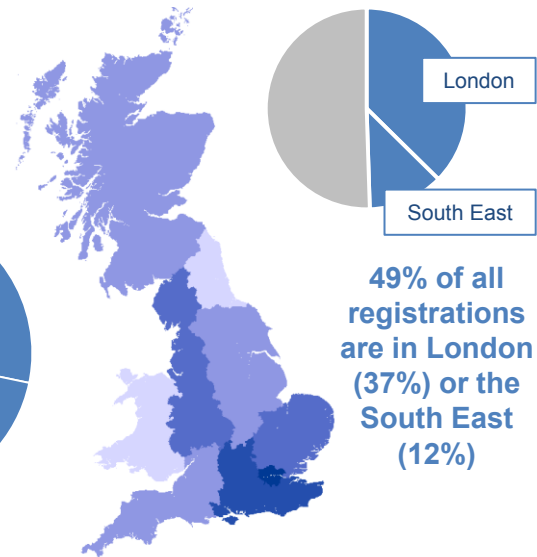 London
South East
49% of all
registrations
are in London
(37%) or the
South East
(12%)